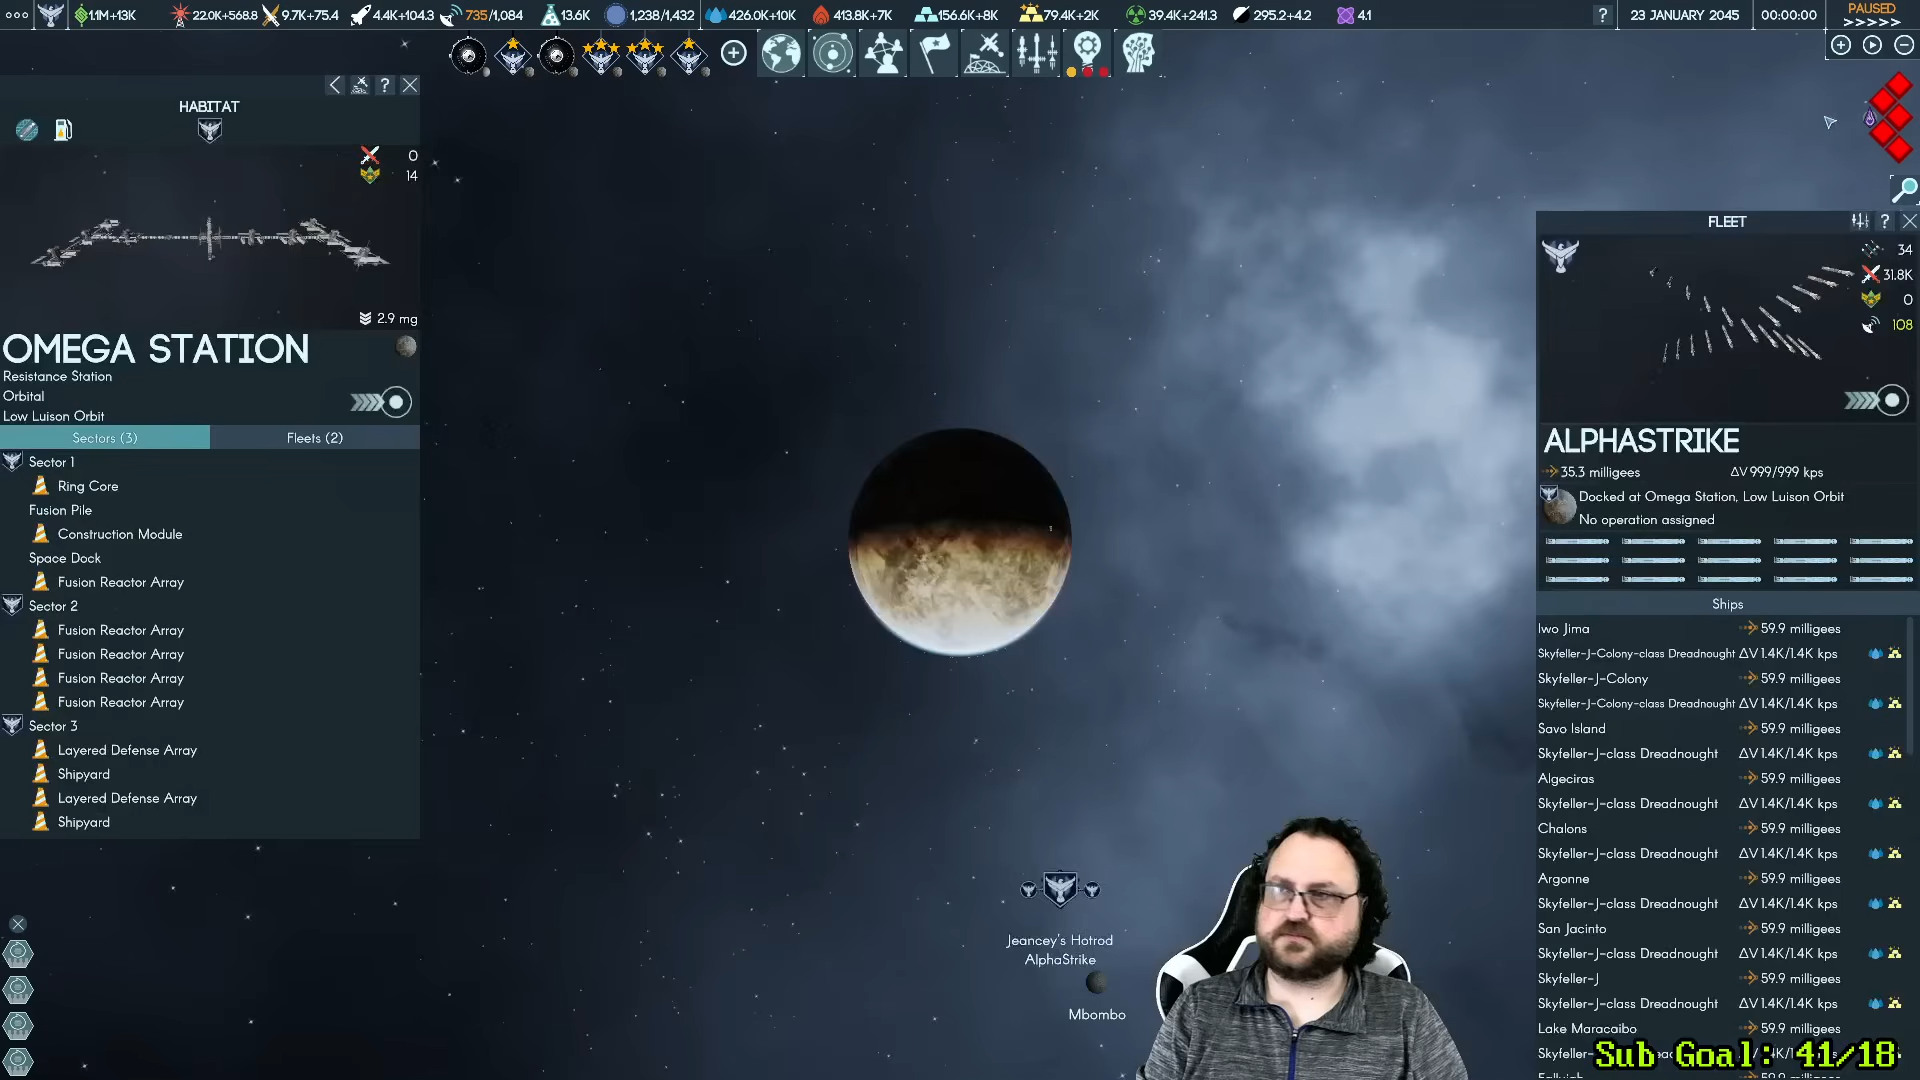 1.1M+13K
22.0K+568.8
9.7K+75.4
4.4K+104.3
735/1,084
13.6K
1,238/1,432
426.0K+10K
413.8K+7K
156.6K+8K
79.4K+2K
39.4K+241.3
295.2+4.2
4.1
?
23 JANUARY 2045
00:00:00
PAUSED
>>>>>
?
HABITAT
0
14
2.9 mg
OMEGA STATION
Resistance Station
Orbital
Low Luison Orbit
Sectors (3)
Fleets (2)
Sector 1
Ring Core
Fusion Pile
Construction Module
Space Dock
Fusion Reactor Array
Sector 2
Fusion Reactor Array
Fusion Reactor Array
Fusion Reactor Array
Fusion Reactor Array
Sector 3
Layered Defense Array
Shipyard
Layered Defense Array
Shipyard
Jeancey's Hotrod
AlphaStrike
Mbombo
FLEET
?
34
31.8K
0
108
ALPHASTRIKE
35.3 milligees
ΔV 999/999 kps
Docked at Omega Station, Low Luison Orbit
No operation assigned
Ships
Iwo Jima 59.9 milligees
Skyfeller-J-Colony-class Dreadnought ΔV 1.4K/1.4K kps
Skyfeller-J-Colony 59.9 milligees
Skyfeller-J-Colony-class Dreadnought ΔV 1.4K/1.4K kps
Savo Island 59.9 milligees
Skyfeller-J-class Dreadnought ΔV 1.4K/1.4K kps
Algeciras 59.9 milligees
Skyfeller-J-class Dreadnought ΔV 1.4K/1.4K kps
Chalons 59.9 milligees
Skyfeller-J-class Dreadnought ΔV 1.4K/1.4K kps
Argonne 59.9 milligees
Skyfeller-J-class Dreadnought ΔV 1.4K/1.4K kps
San Jacinto 59.9 milligees
Skyfeller-J-class Dreadnought ΔV 1.4K/1.4K kps
Skyfeller-J 59.9 milligees
Skyfeller-J-class Dreadnought ΔV 1.4K/1.4K kps
Lake Maracaibo 59.9 milligees
Sub Goal: 41/18